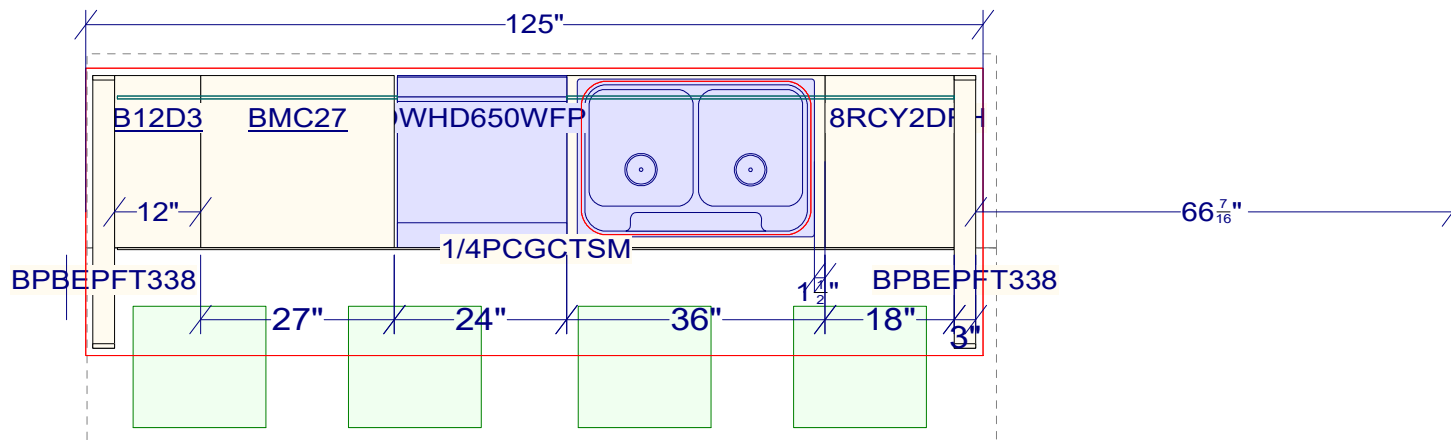 125"
B12D3 BMC27 WHD650WFP 8RCY2D
12"
66 7/16"
1/4PCGCTSM
BPBEPFT338 BPBEPFT338
1 1/2"
27" 24" 36" 18"
3"